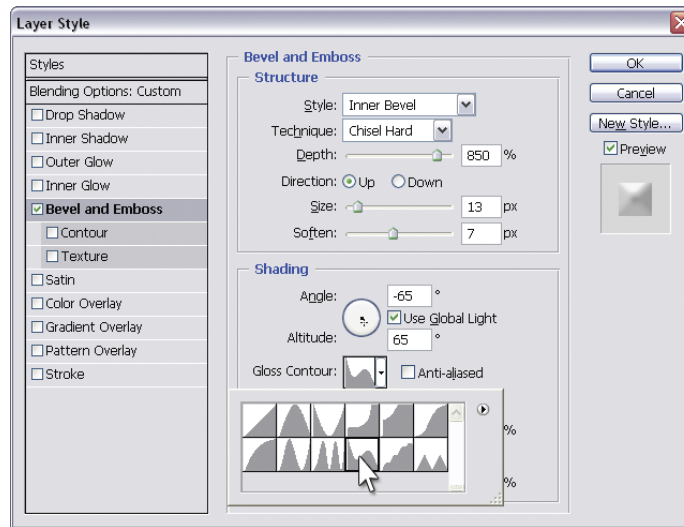 Layer Style
Styles
Blending Options: Custom
Drop Shadow
Inner Shadow
Outer Glow
Inner Glow
Bevel and Emboss
Contour
Texture
Satin
Color Overlay
Gradient Overlay
Pattern Overlay
Stroke
Bevel and Emboss
Structure
Style: Inner Bevel
Technique: Chisel Hard
Depth: 850 %
Direction: Up Down
Size: 13 px
Soften: 7 px
Shading
Angle: -65 °
Use Global Light
Altitude: 65 °
Gloss Contour: Anti-aliased
%
%
OK
Cancel
New Style...
Preview